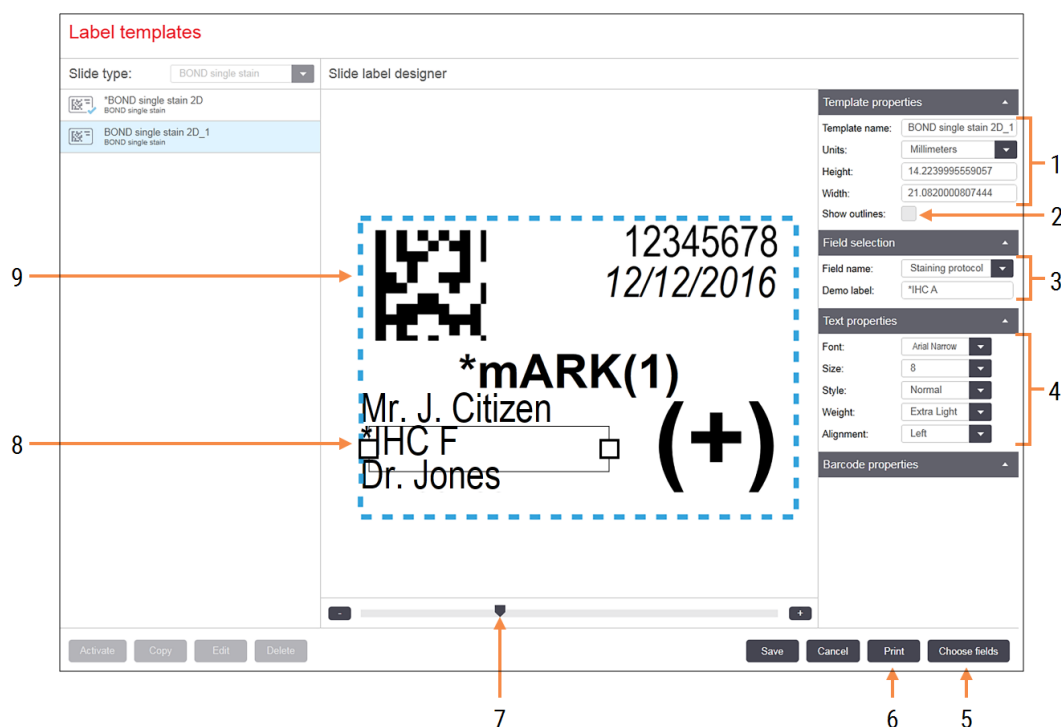 Label templates
Slide type: BOND single stain
Slide label designer
*BOND single stain 2D
BOND single stain
BOND single stain 2D_1
BOND single stain
Template properties
Template name: BOND single stain 2D_1
Units: Millimeters
Height: 14.2239995559057
Width: 21.0820000807444
Show outlines:
1
2
Field selection
Field name: Staining protocol
Demo label: *IHC A
3
Text properties
Font: Arial Narrow
Size: 8
Style: Normal
Weight: Extra Light
Alignment: Left
4
Barcode properties
9
12345678
12/12/2016
*mARK(1)
Mr. J. Citizen
8
*IHC F
(+)
Dr. Jones
- +
Activate Copy Edit Delete
Save Cancel Print Choose fields
7 6 5